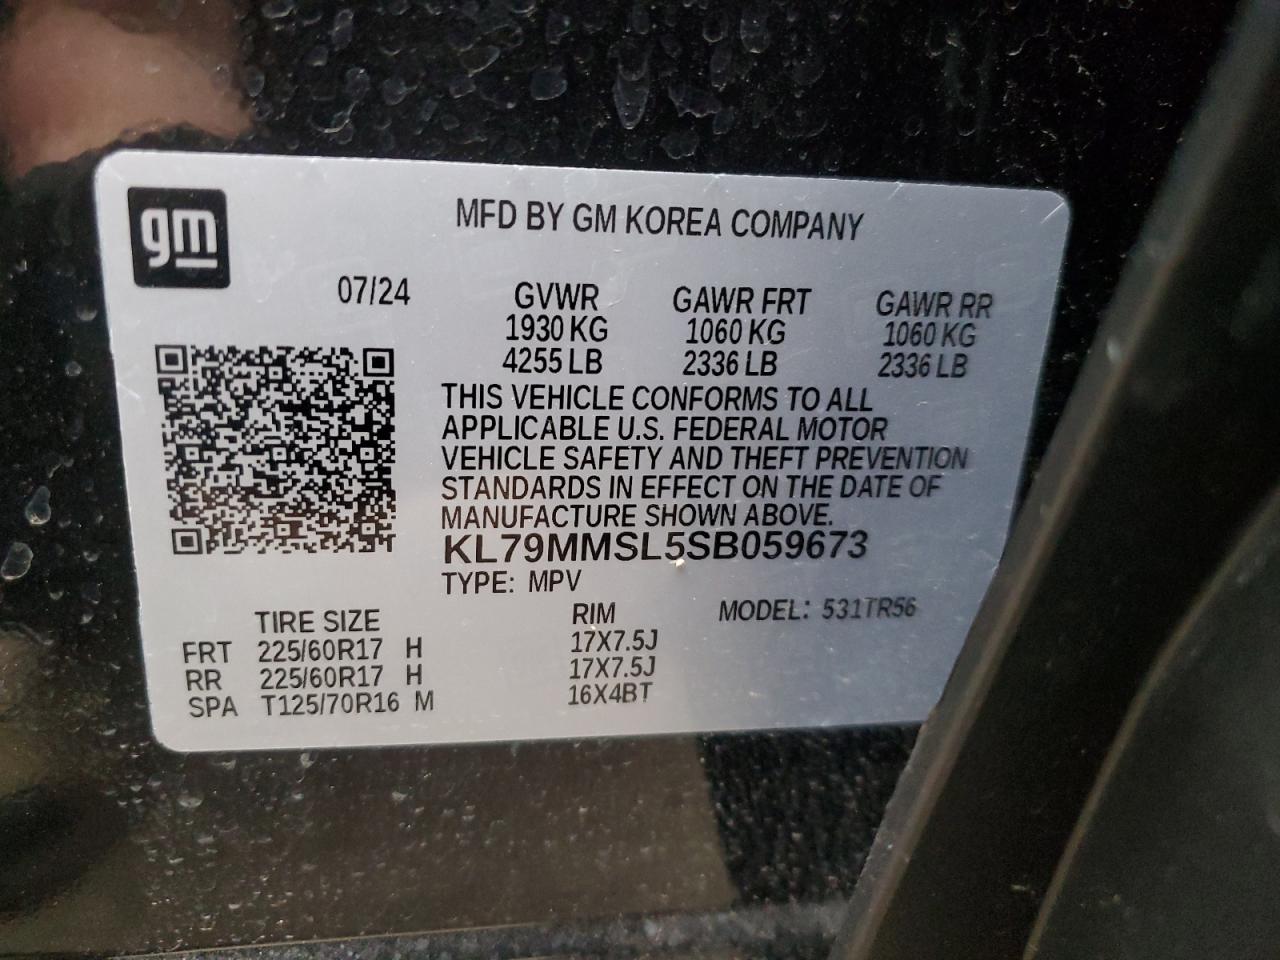 gm
MFD BY GM KOREA COMPANY
07/24 GVWR GAWR FRT GAWR RR
1930 KG 1060 KG 1060 KG
4255 LB 2336 LB 2336 LB
THIS VEHICLE CONFORMS TO ALL
APPLICABLE U.S. FEDERAL MOTOR
VEHICLE SAFETY AND THEFT PREVENTION
STANDARDS IN EFFECT ON THE DATE OF
MANUFACTURE SHOWN ABOVE.
KL79MMSL5SB059673
TYPE: MPV
TIRE SIZE RIM MODEL: 531TR56
FRT 225/60R17 H 17X7.5J
RR 225/60R17 H 17X7.5J
SPA T125/70R16 M 16X4BT